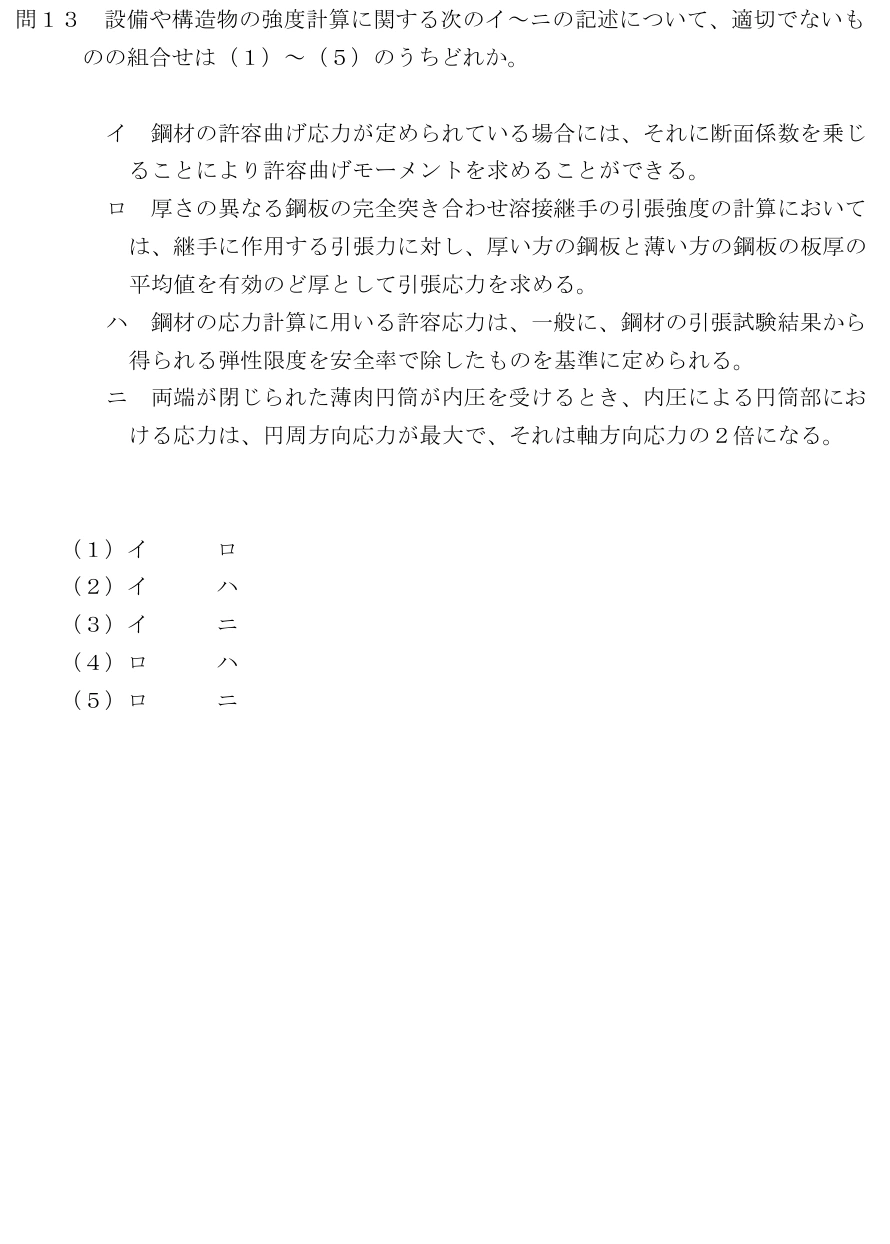 問１３　設備や構造物の強度計算に関する次のイ～ニの記述について、適切でないも
のの組合せは（１）～（５）のうちどれか。
イ　鋼材の許容曲げ応力が定められている場合には、それに断面係数を乗じ
ることにより許容曲げモーメントを求めることができる。
ロ　厚さの異なる鋼板の完全突き合わせ溶接継手の引張強度の計算において
は、継手に作用する引張力に対し、厚い方の鋼板と薄い方の鋼板の板厚の
平均値を有効のど厚として引張応力を求める。
ハ　鋼材の応力計算に用いる許容応力は、一般に、鋼材の引張試験結果から
得られる弾性限度を安全率で除したものを基準に定められる。
ニ　両端が閉じられた薄肉円筒が内圧を受けるとき、内圧による円筒部にお
ける応力は、円周方向応力が最大で、それは軸方向応力の２倍になる。
（１）イ　　　ロ
（２）イ　　　ハ
（３）イ　　　ニ
（４）ロ　　　ハ
（５）ロ　　　ニ